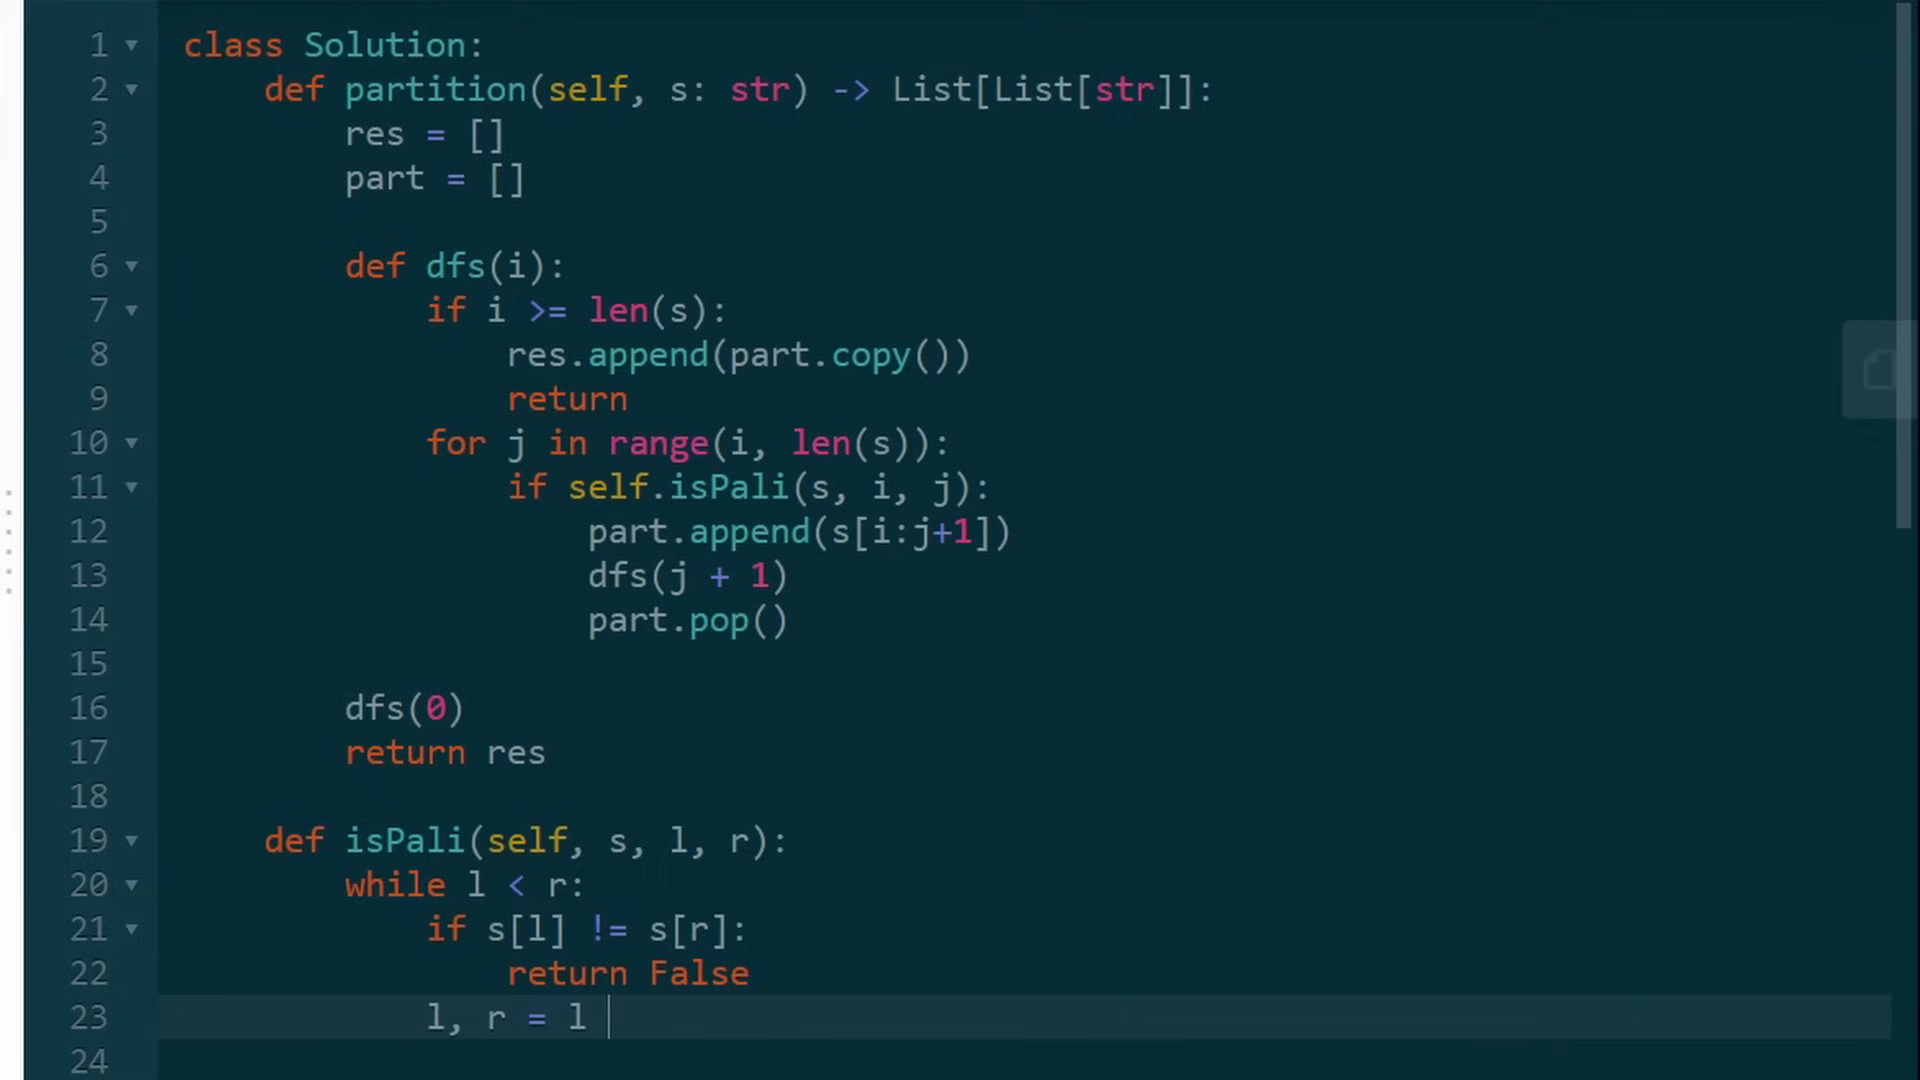 1 class Solution:
2 def partition(self, s: str) -> List[List[str]]:
3 res = []
4 part = []
5
6 def dfs(i):
7 if i >= len(s):
8 res.append(part.copy())
9 return
10 for j in range(i, len(s)):
11 if self.isPali(s, i, j):
12 part.append(s[i:j+1])
13 dfs(j + 1)
14 part.pop()
15
16 dfs(0)
17 return res
18
19 def isPali(self, s, l, r):
20 while l < r:
21 if s[l] != s[r]:
22 return False
23 l, r = l
24